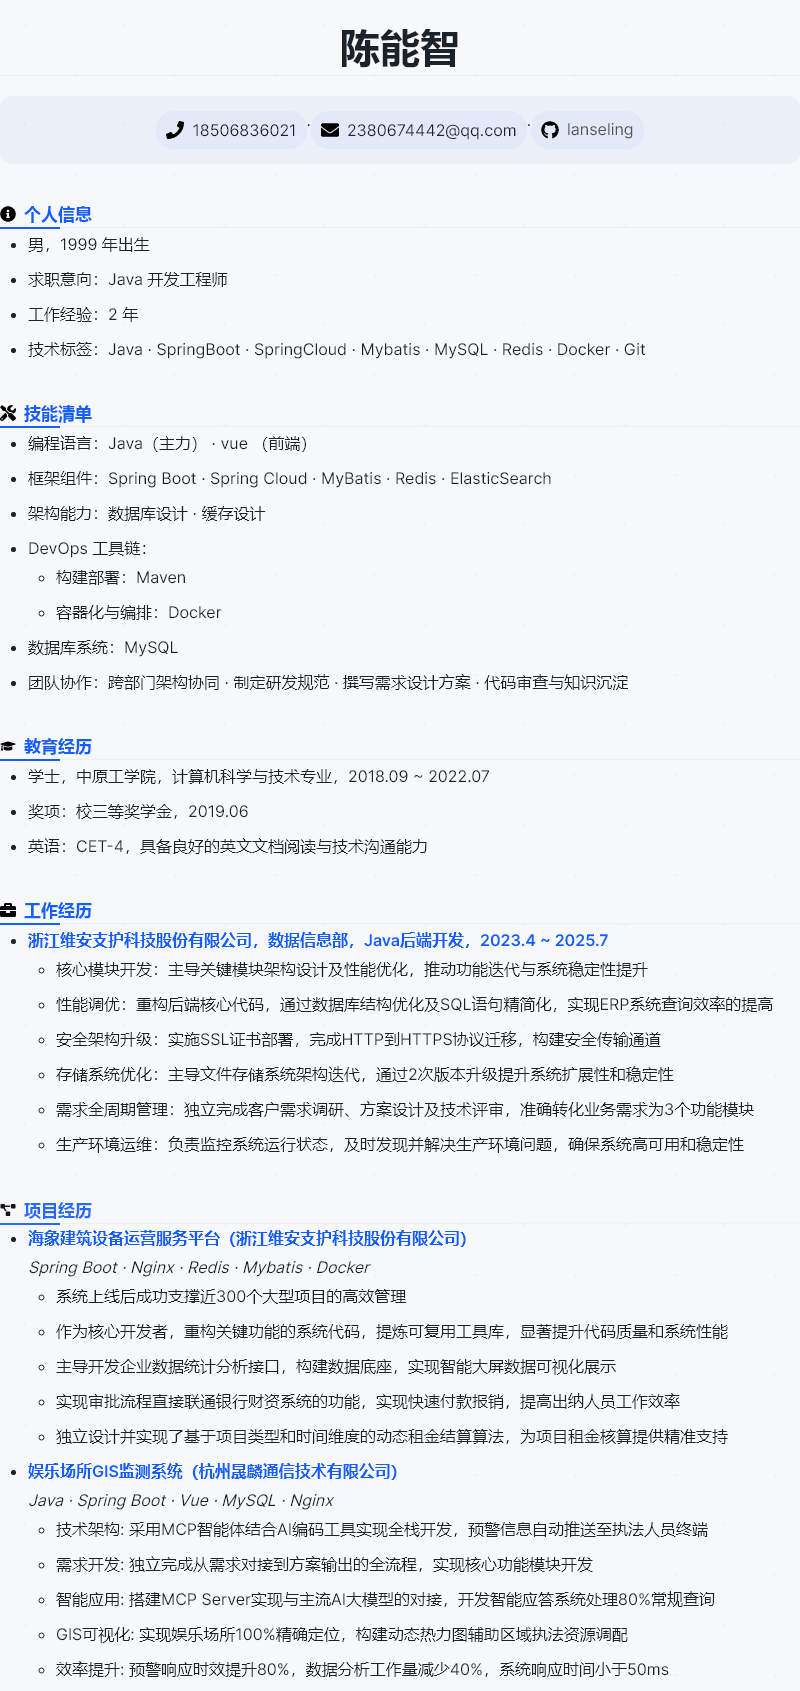 陈能智
18506836021 · 2380674442@qq.com · lanseling
个人信息
男，1999 年出生
求职意向：Java 开发工程师
工作经验：2 年
技术标签：Java · SpringBoot · SpringCloud · Mybatis · MySQL · Redis · Docker · Git
技能清单
编程语言：Java（主力） · vue （前端）
框架组件：Spring Boot · Spring Cloud · MyBatis · Redis · ElasticSearch
架构能力：数据库设计 · 缓存设计
DevOps 工具链：
构建部署：Maven
容器化与编排：Docker
数据库系统：MySQL
团队协作：跨部门架构协同 · 制定研发规范 · 撰写需求设计方案 · 代码审查与知识沉淀
教育经历
学士，中原工学院，计算机科学与技术专业，2018.09 ~ 2022.07
奖项：校三等奖学金，2019.06
英语：CET-4，具备良好的英文文档阅读与技术沟通能力
工作经历
浙江维安支护科技股份有限公司，数据信息部，Java后端开发，2023.4 ~ 2025.7
核心模块开发：主导关键模块架构设计及性能优化，推动功能迭代与系统稳定性提升
性能调优：重构后端核心代码，通过数据库结构优化及SQL语句精简化，实现ERP系统查询效率的提高
安全架构升级：实施SSL证书部署，完成HTTP到HTTPS协议迁移，构建安全传输通道
存储系统优化：主导文件存储系统架构迭代，通过2次版本升级提升系统扩展性和稳定性
需求全周期管理：独立完成客户需求调研、方案设计及技术评审，准确转化业务需求为3个功能模块
生产环境运维：负责监控系统运行状态，及时发现并解决生产环境问题，确保系统高可用和稳定性
项目经历
海象建筑设备运营服务平台（浙江维安支护科技股份有限公司）
Spring Boot · Nginx · Redis · Mybatis · Docker
系统上线后成功支撑近300个大型项目的高效管理
作为核心开发者，重构关键功能的系统代码，提炼可复用工具库，显著提升代码质量和系统性能
主导开发企业数据统计分析接口，构建数据底座，实现智能大屏数据可视化展示
实现审批流程直接联通银行财资系统的功能，实现快速付款报销，提高出纳人员工作效率
独立设计并实现了基于项目类型和时间维度的动态租金结算算法，为项目租金核算提供精准支持
娱乐场所GIS监测系统（杭州晟麟通信技术有限公司）
Java · Spring Boot · Vue · MySQL · Nginx
技术架构: 采用MCP智能体结合AI编码工具实现全栈开发，预警信息自动推送至执法人员终端
需求开发: 独立完成从需求对接到方案输出的全流程，实现核心功能模块开发
智能应用: 搭建MCP Server实现与主流AI大模型的对接，开发智能应答系统处理80%常规查询
GIS可视化: 实现娱乐场所100%精确定位，构建动态热力图辅助区域执法资源调配
效率提升: 预警响应时效提升80%，数据分析工作量减少40%，系统响应时间小于50ms